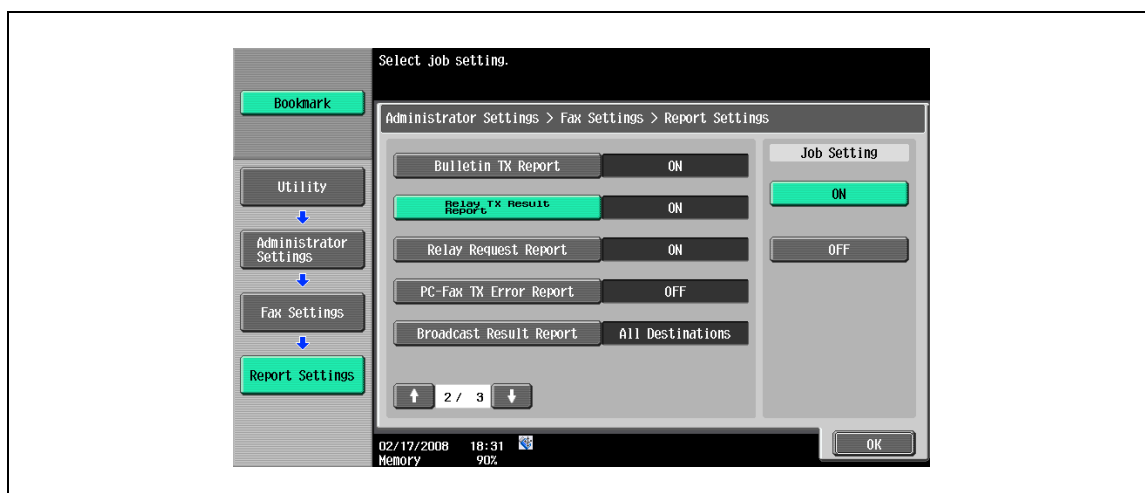 Select job setting.
Bookmark
Administrator Settings > Fax Settings > Report Settings
Utility
Administrator
Settings
Fax Settings
Report Settings
Bulletin TX Report ON
Relay TX Result
Report ON
Relay Request Report ON
PC-Fax TX Error Report OFF
Broadcast Result Report All Destinations
2/ 3
Job Setting
ON
OFF
02/17/2008 18:31
Memory 90%
OK